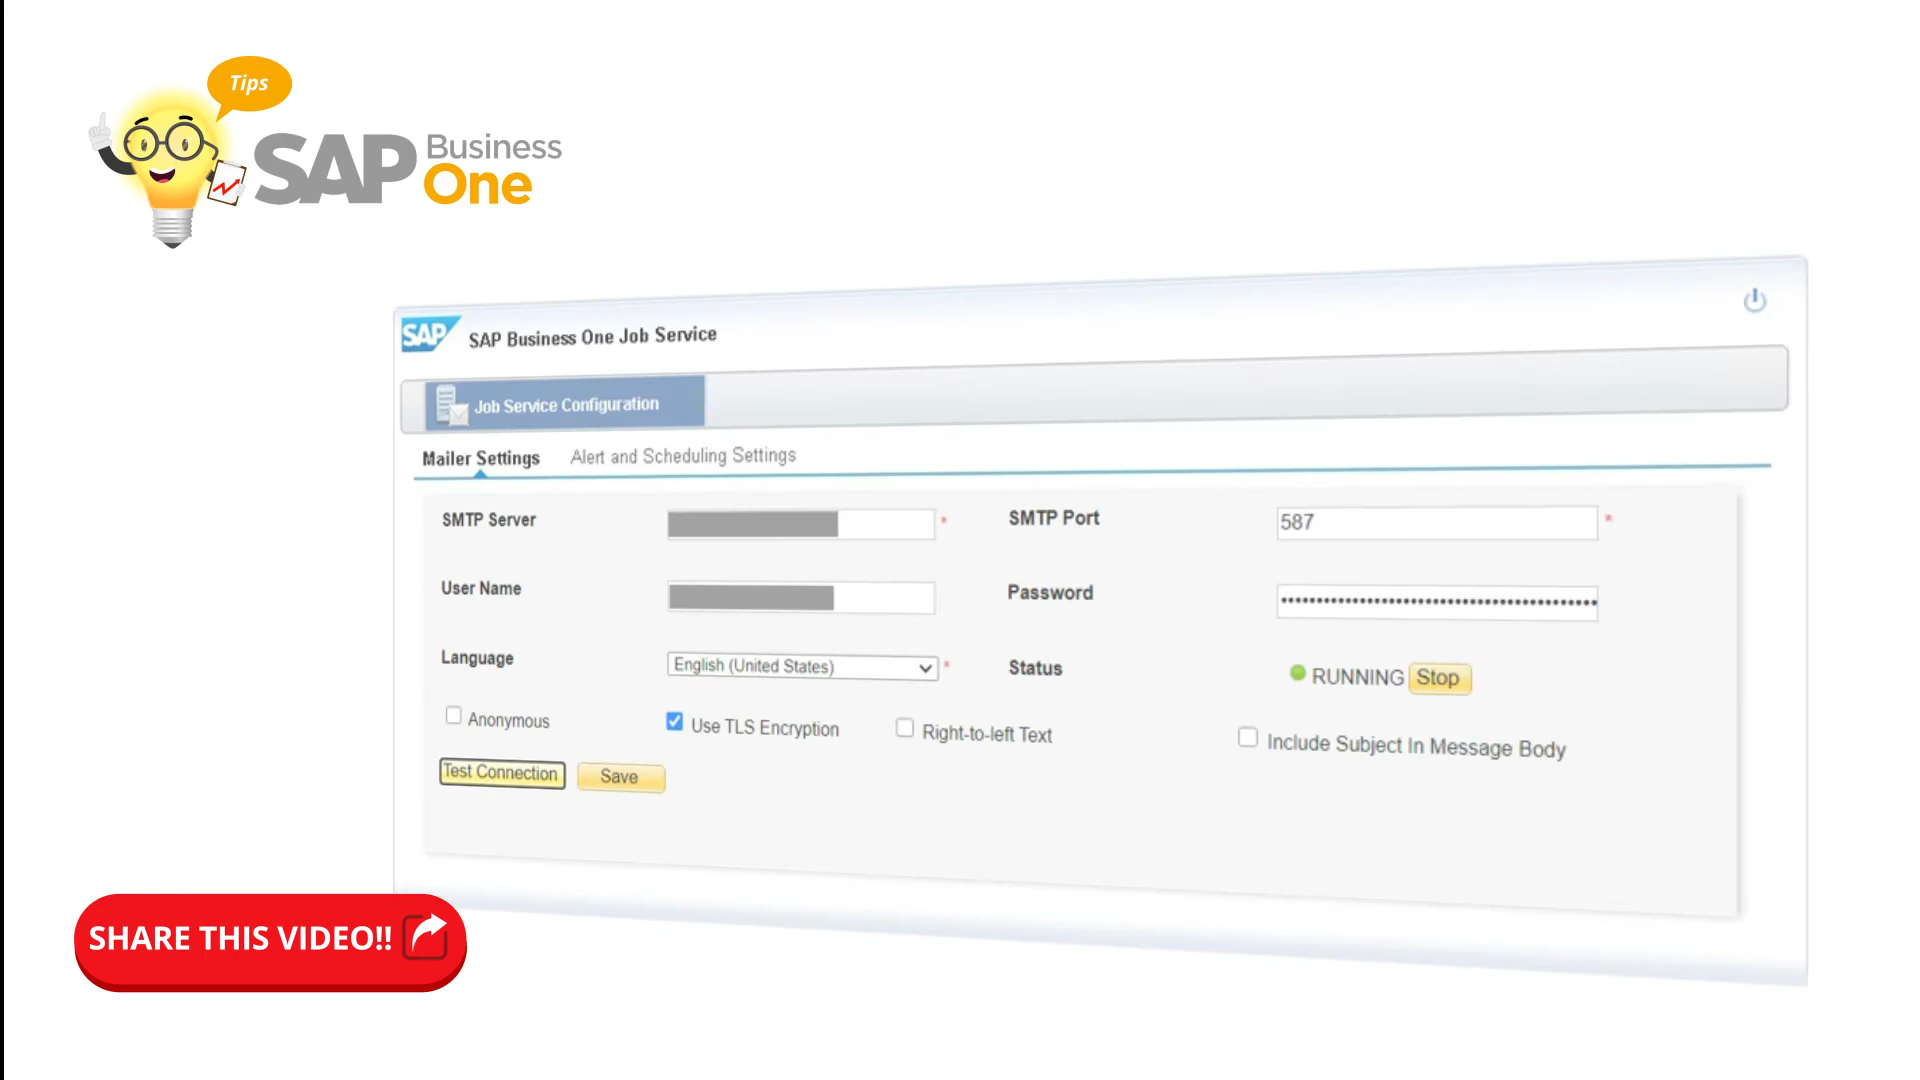 Tips
SAP Business One
SAP SAP Business One Job Service
Job Service Configuration
Mailer Settings Alert and Scheduling Settings
SMTP Server * SMTP Port 587 *
User Name Password
Language English (United States) * Status RUNNING Stop
Anonymous Use TLS Encryption Right-to-left Text Include Subject In Message Body
Test Connection Save
SHARE THIS VIDEO!!